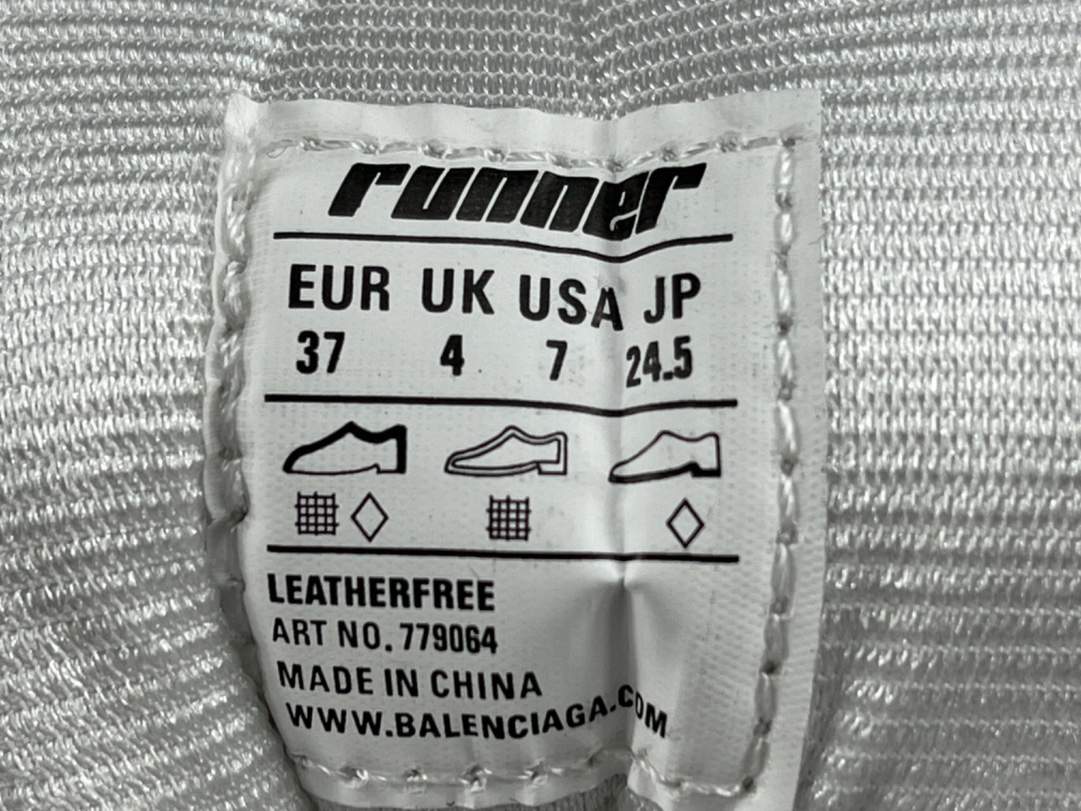 runner
EUR UK USA JP
37 4 7 24.5
LEATHERFREE
ART NO. 779064
MADE IN CHINA
WWW.BALENCIAGA.COM